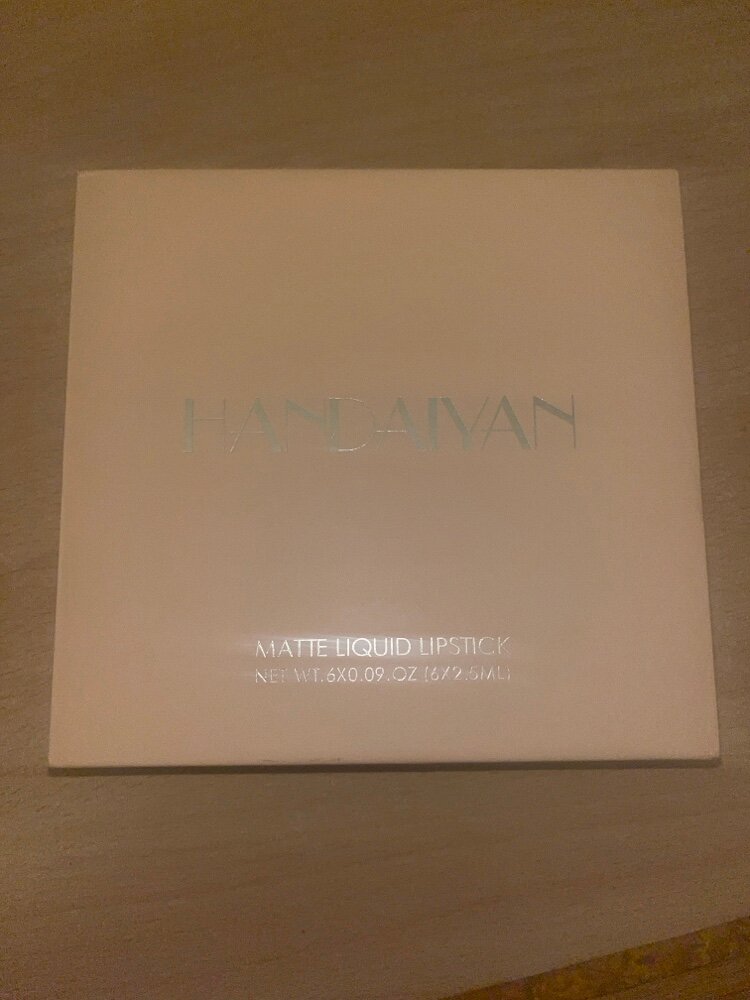 HANDAIYAN
MATTE LIQUID LIPSTICK
NET WT.6X0.09.OZ (6X2.5ML)